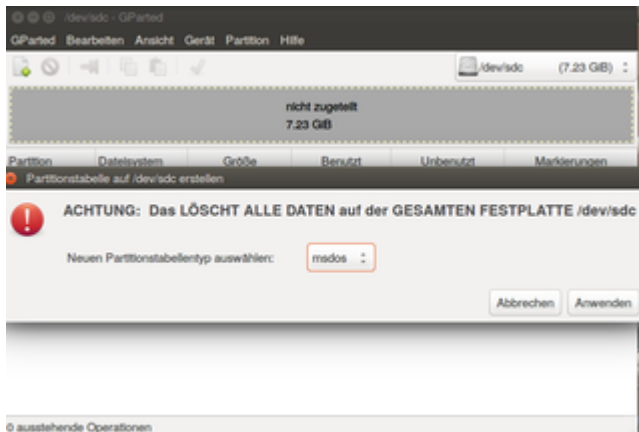 /dev/sdc - GParted
GParted Bearbeiten Ansicht Gerät Partition Hilfe
/dev/sdc (7.23 GiB)
nicht zugeteilt
7.23 GiB
Partition Dateisystem Größe Benutzt Unbenutzt Markierungen
Partitionstabelle auf /dev/sdc erstellen
ACHTUNG: Das LÖSCHT ALLE DATEN auf der GESAMTEN FESTPLATTE /dev/sdc
Neuen Partitionstabellentyp auswählen: msdos
Abbrechen Anwenden
0 ausstehende Operationen